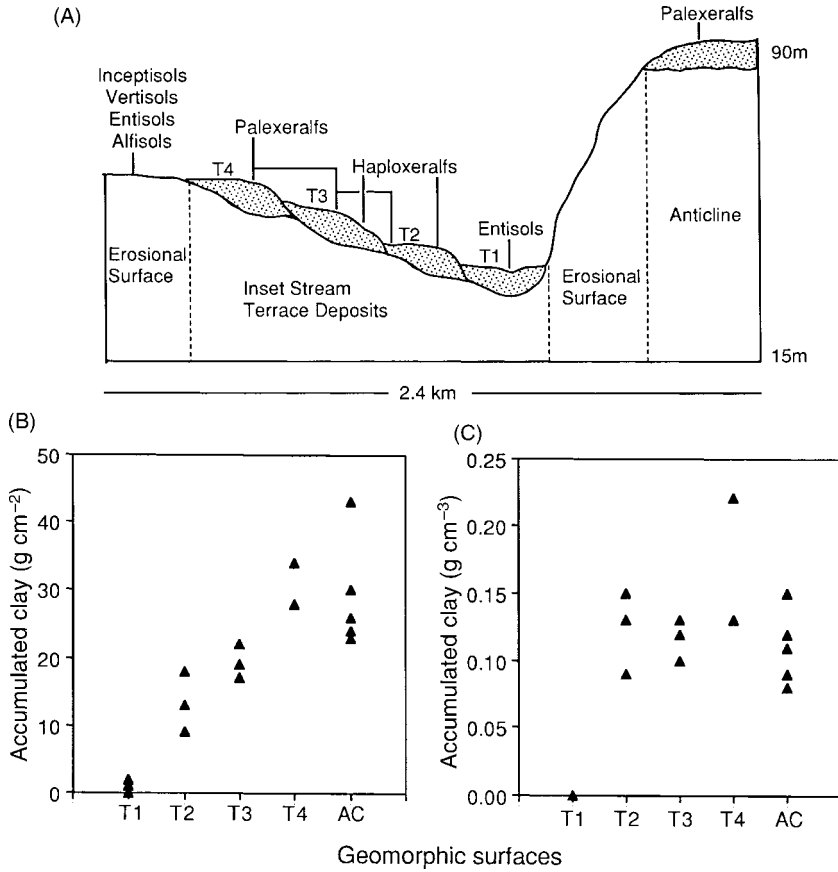 (A)
Palexeralfs
90m
Inceptisols
Vertisols
Entisols
Alfisols
Palexeralfs
Haploxeralfs
T4
T3
T2
Entisols
T1
Anticline
Erosional
Surface
Inset Stream
Terrace Deposits
Erosional
Surface
15m
2.4 km
(B)
Accumulated clay (g cm⁻²)
50
40
30
20
10
0
T1 T2 T3 T4 AC
(C)
Accumulated clay (g cm⁻³)
0.25
0.20
0.15
0.10
0.05
0.00
T1 T2 T3 T4 AC
Geomorphic surfaces